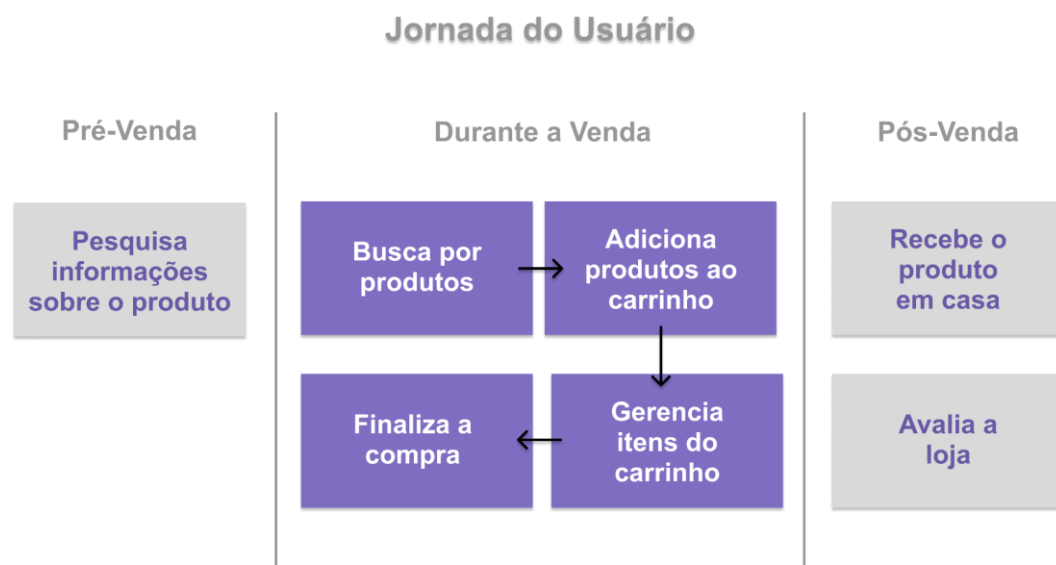 Jornada do Usuário
Pré-Venda
Durante a Venda
Pós-Venda
Pesquisa
informações
sobre o produto
Busca por
produtos
Adiciona
produtos ao
carrinho
Gerencia
itens do
carrinho
Finaliza a
compra
Recebe o
produto
em casa
Avalia a
loja